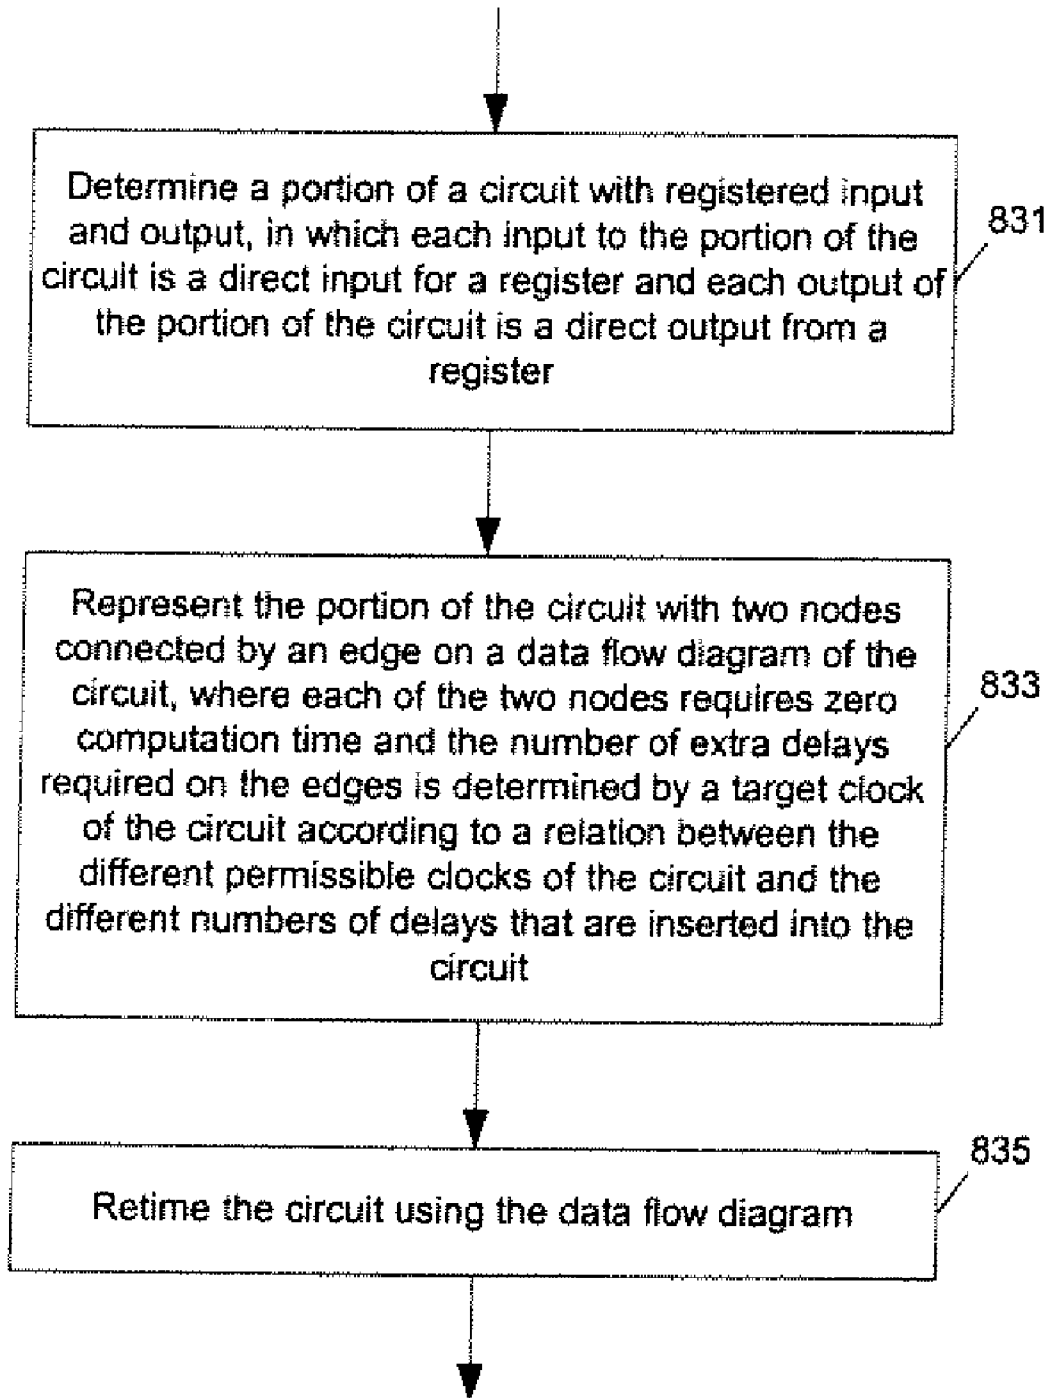 Determine a portion of a circuit with registered input
and output, in which each input to the portion of the
circuit is a direct input for a register and each output of
the portion of the circuit is a direct output from a
register
831
Represent the portion of the circuit with two nodes
connected by an edge on a data flow diagram of the
circuit, where each of the two nodes requires zero
computation time and the number of extra delays
required on the edges is determined by a target clock
of the circuit according to a relation between the
different permissible clocks of the circuit and the
different numbers of delays that are inserted into the
circuit
833
Retime the circuit using the data flow diagram
835